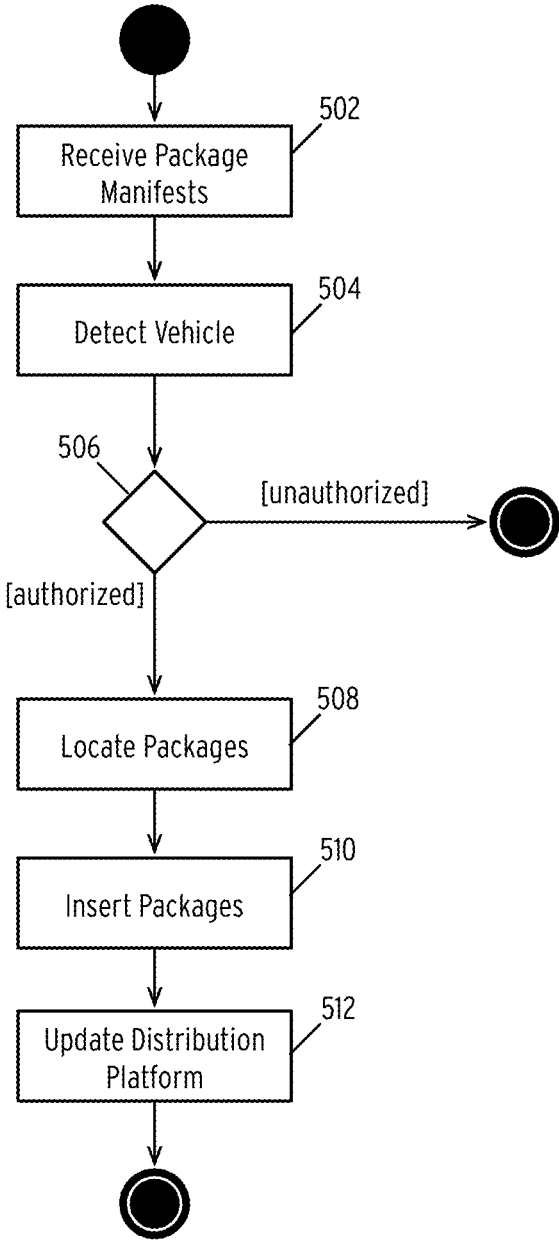 502
Receive Package
Manifests
504
Detect Vehicle
506
[unauthorized]
[authorized]
508
Locate Packages
510
Insert Packages
512
Update Distribution
Platform